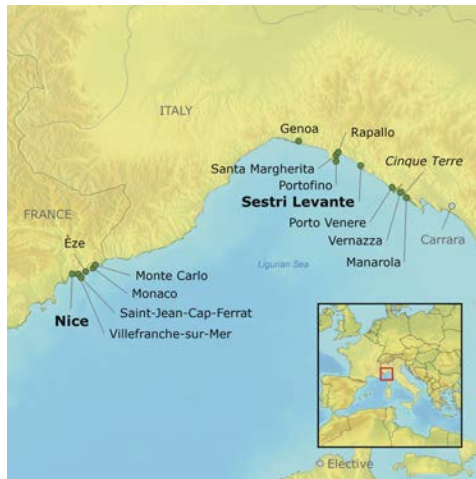 ITALY
Genoa
Rapallo
Santa Margherita
Cinque Terre
Portofino
Sestri Levante
FRANCE
Porto Venere
Vernazza
Carrara
Èze
Manarola
Ligurian Sea
Monte Carlo
Monaco
Nice
Saint-Jean-Cap-Ferrat
Villefranche-sur-Mer
Elective